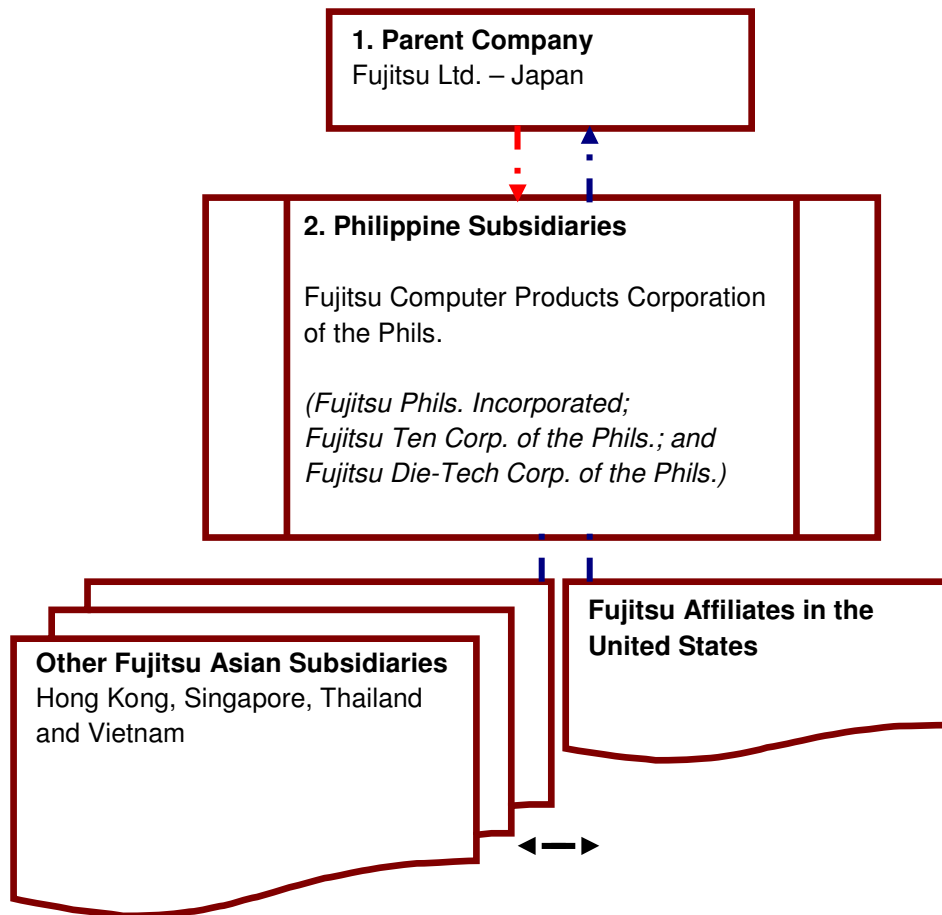 1. Parent Company
Fujitsu Ltd. – Japan
2. Philippine Subsidiaries
Fujitsu Computer Products Corporation
of the Phils.
(Fujitsu Phils. Incorporated;
Fujitsu Ten Corp. of the Phils.; and
Fujitsu Die-Tech Corp. of the Phils.)
Other Fujitsu Asian Subsidiaries
Hong Kong, Singapore, Thailand
and Vietnam
Fujitsu Affiliates in the
United States